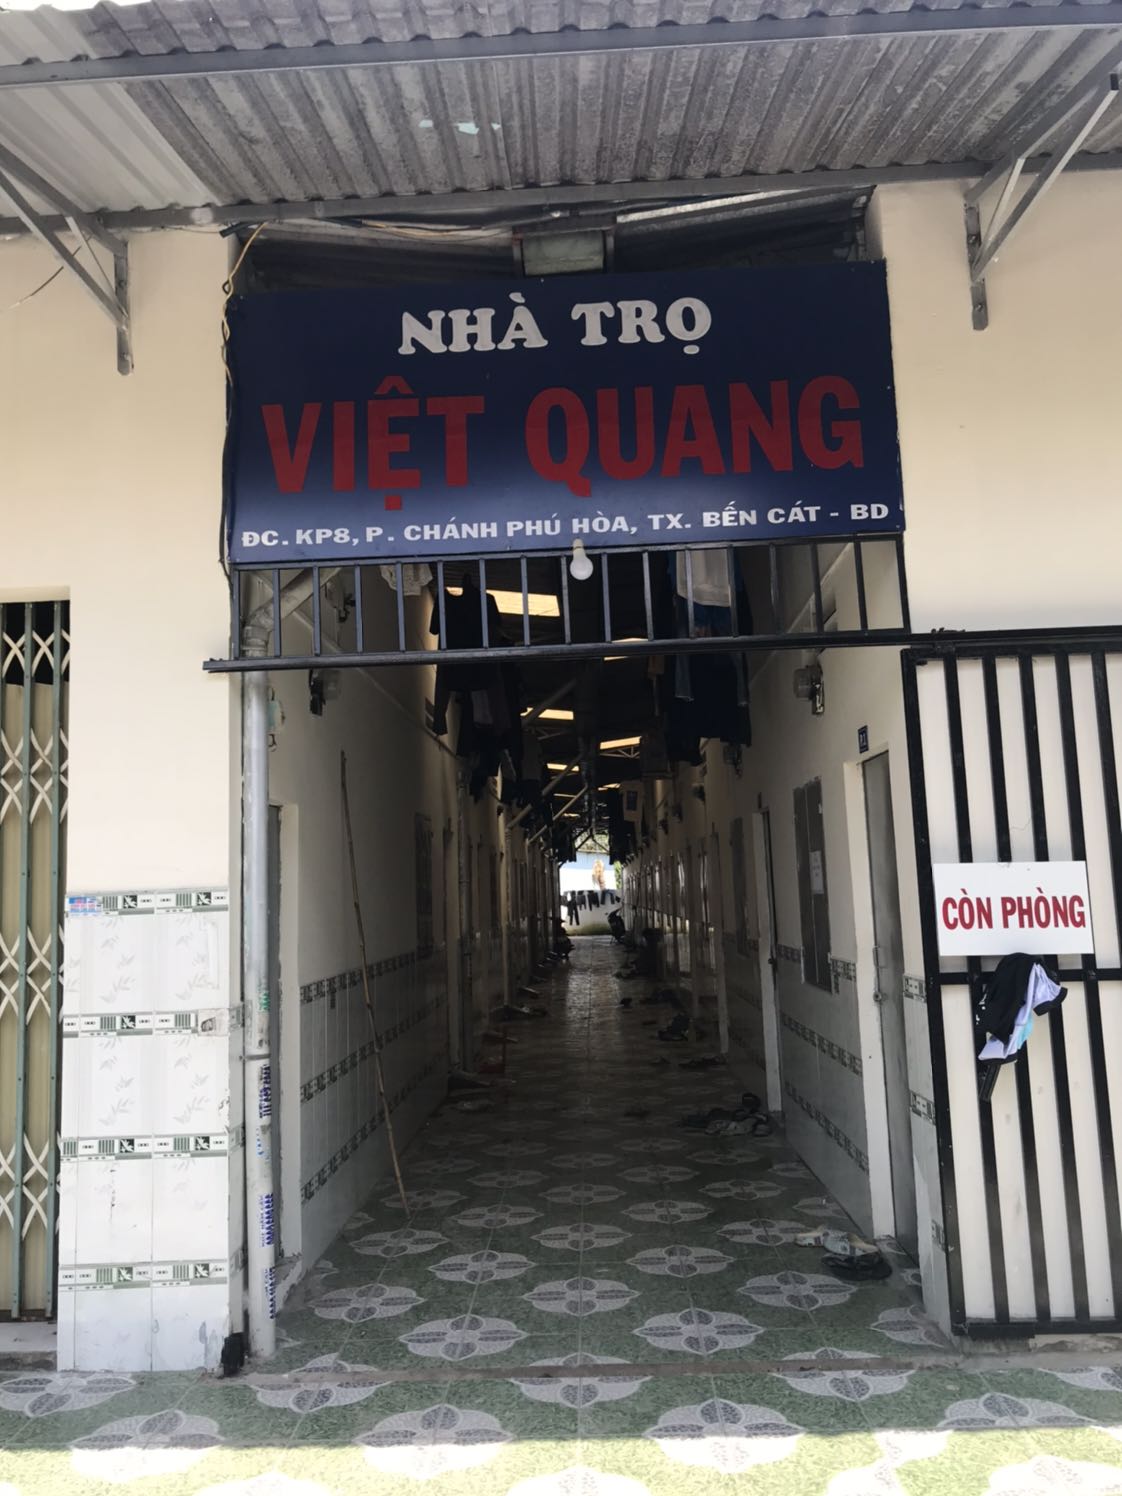 NHÀ TRỌ
VIỆT QUANG
ĐC. KP8, P. CHÁNH PHÚ HÒA, TX. BẾN CÁT - BD
CÒN PHÒNG